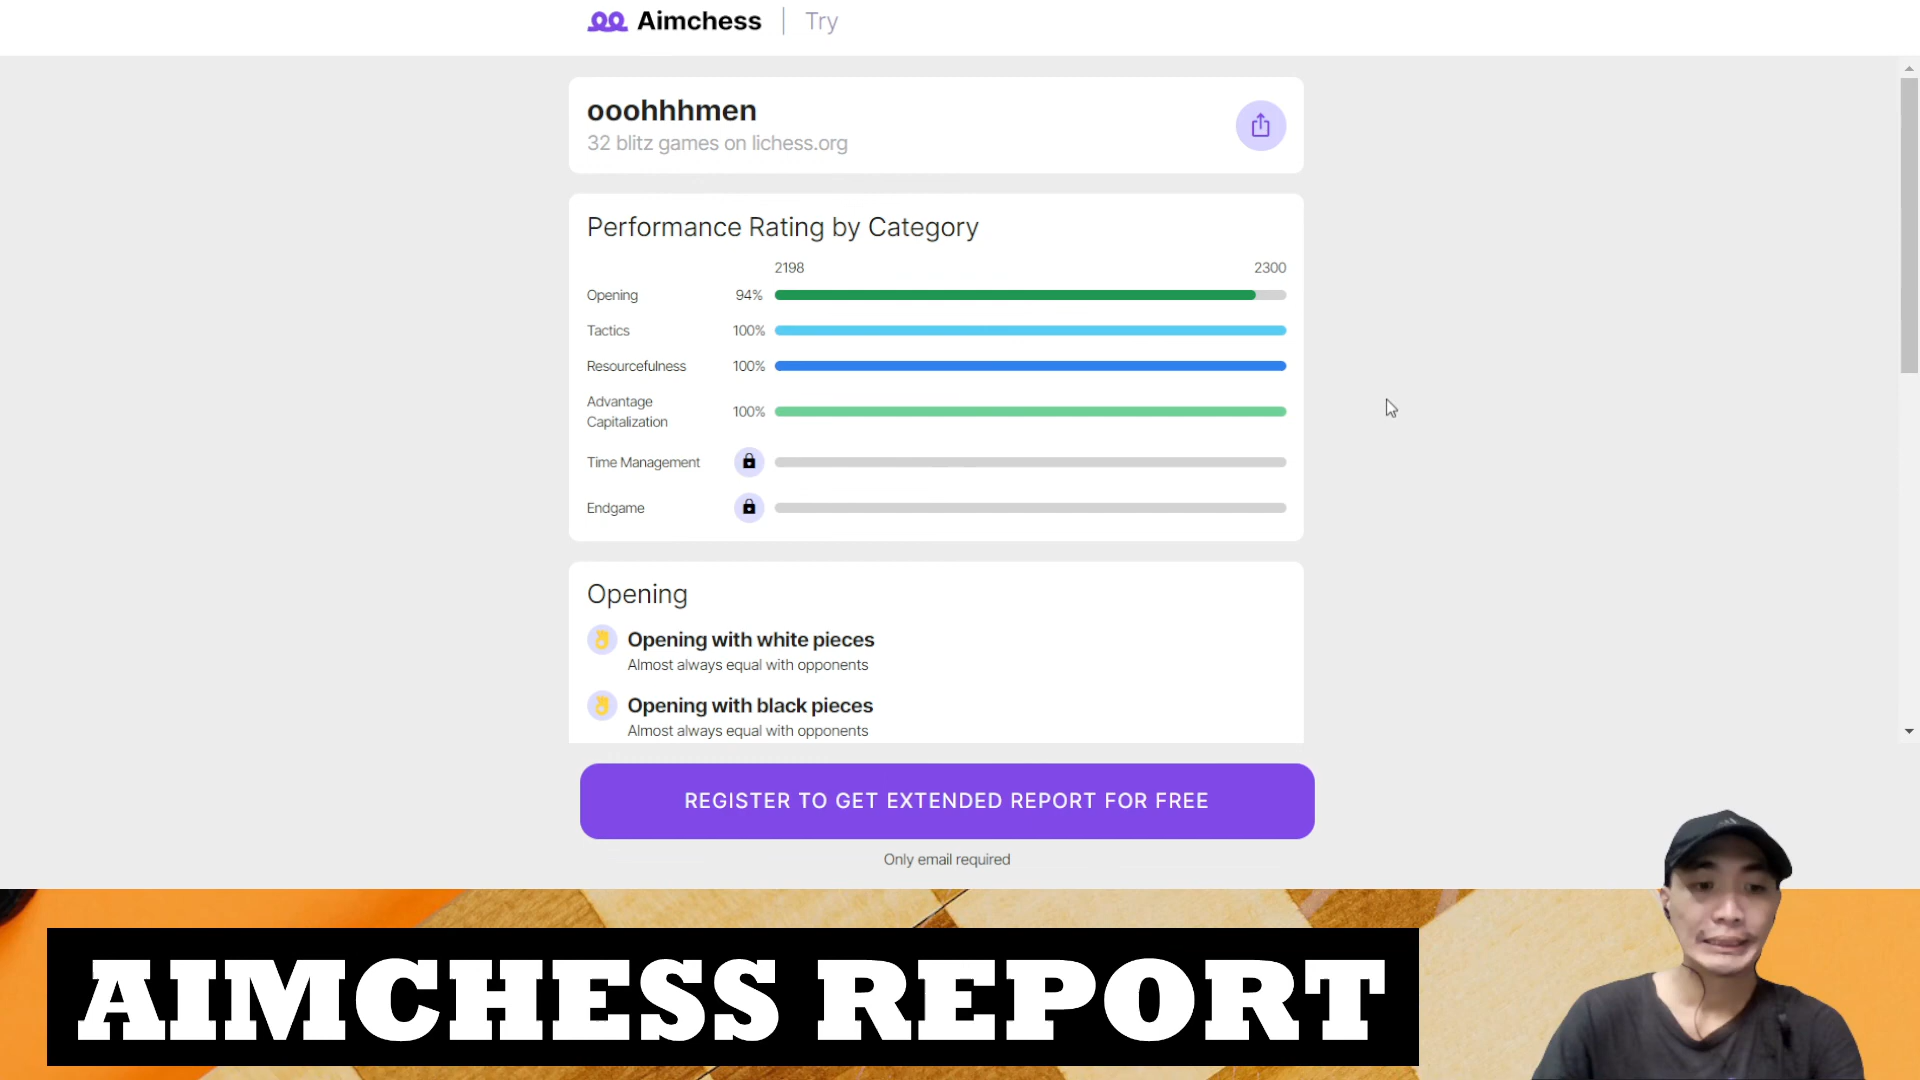 Aimchess | Try
ooohhhmen
32 blitz games on lichess.org
Performance Rating by Category
2198 2300
Opening 94%
Tactics 100%
Resourcefulness 100%
Advantage
Capitalization 100%
Time Management
Endgame
Opening
Opening with white pieces
Almost always equal with opponents
Opening with black pieces
Almost always equal with opponents
REGISTER TO GET EXTENDED REPORT FOR FREE
Only email required
AIMCHESS REPORT